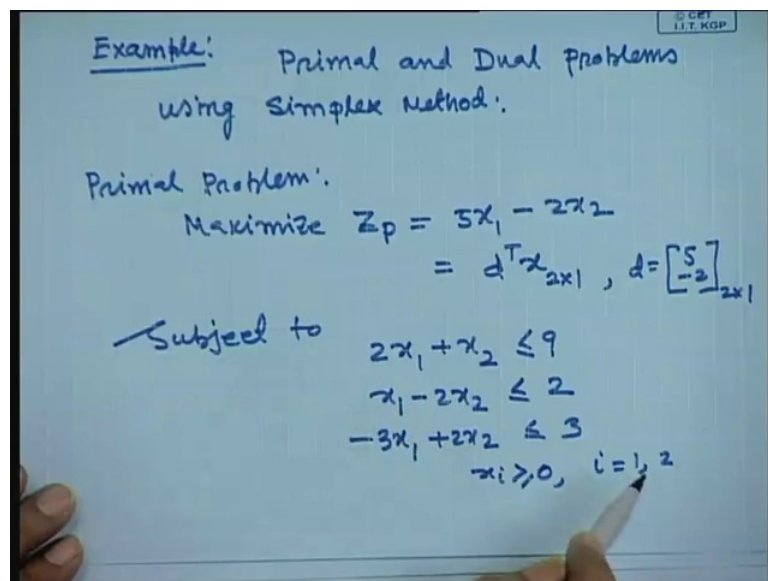 © CET
I.I.T. KGP
Example: Primal and Dual Problems
using Simplex Method:.
Primal Problem:.
Maximize Zp = 5x₁ - 2x₂
= dᵀx₂ₓ₁ , d = [5 -2]₂ₓ₁
Subject to
2x₁ + x₂ ≤ 9
x₁ - 2x₂ ≤ 2
-3x₁ + 2x₂ ≤ 3
xi ≥ 0, i = 1, 2